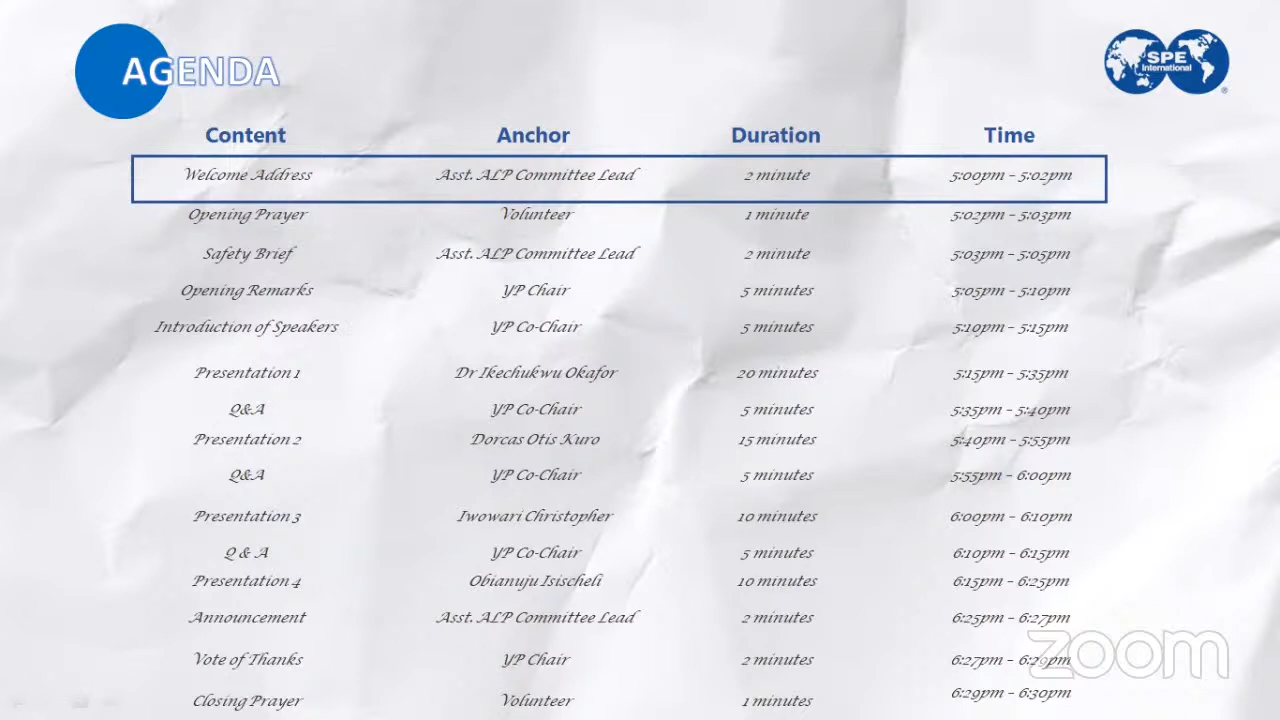 AGENDA
SPE
International
Content Anchor Duration Time
Welcome Address Asst. ALP Committee Lead 2 minute 5:00pm – 5:02pm
Opening Prayer Volunteer 1 minute 5:02pm – 5:03pm
Safety Brief Asst. ALP Committee Lead 2 minute 5:03pm – 5:05pm
Opening Remarks YP Chair 5 minutes 5:05pm – 5:10pm
Introduction of Speakers YP Co-Chair 5 minutes 5:10pm – 5:15pm
Presentation 1 Dr Ikechukwu Okafor 20 minutes 5:15pm – 5:35pm
Q&A YP Co-Chair 5 minutes 5:35pm – 5:40pm
Presentation 2 Dorcas Otis Kuro 15 minutes 5:40pm – 5:55pm
Q&A YP Co-Chair 5 minutes 5:55pm – 6:00pm
Presentation 3 Iwowari Christopher 10 minutes 6:00pm – 6:10pm
Q & A YP Co-Chair 5 minutes 6:10pm – 6:15pm
Presentation 4 Obianuju Isischeli 10 minutes 6:15pm – 6:25pm
Announcement Asst. ALP Committee Lead 2 minutes 6:25pm – 6:27pm
Vote of Thanks YP Chair 2 minutes 6:27pm – 6:29pm
Closing Prayer Volunteer 1 minutes 6:29pm – 6:30pm
zoom